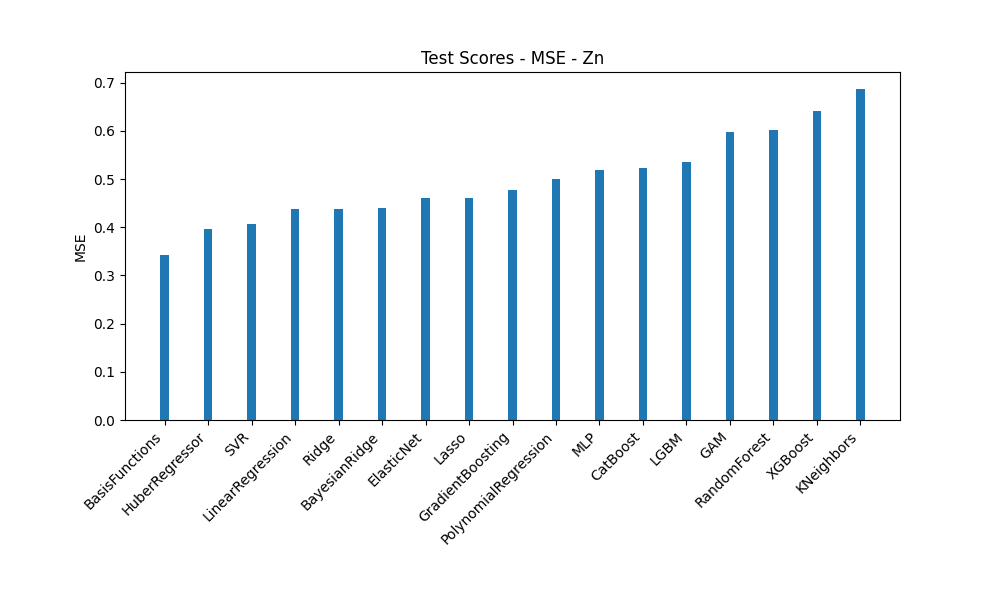 Test Scores - MSE - Zn
MSE
0.7
0.6
0.5
0.4
0.3
0.2
0.1
0.0
BasisFunctions
HuberRegressor
SVR
LinearRegression
Ridge
BayesianRidge
ElasticNet
Lasso
GradientBoosting
PolynomialRegression
MLP
CatBoost
LGBM
GAM
RandomForest
XGBoost
KNeighbors